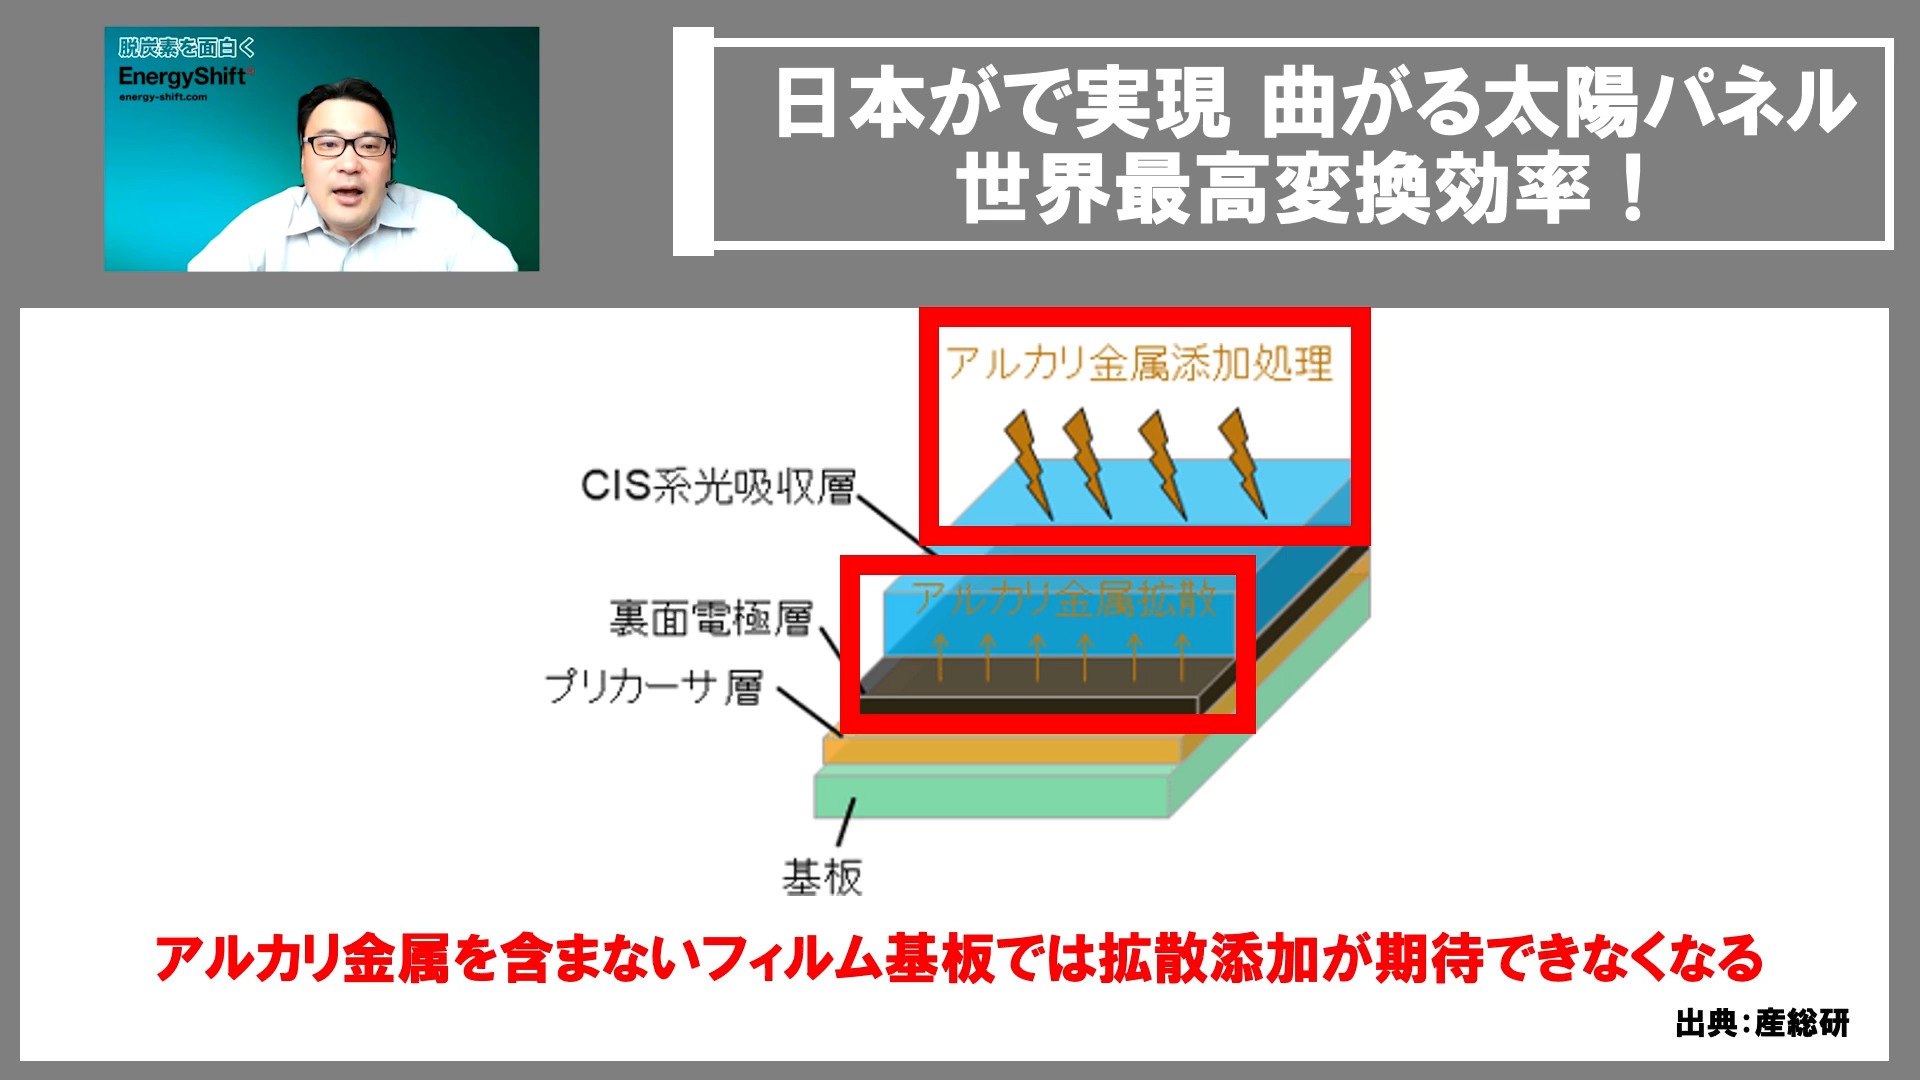 脱炭素を面白く
EnergyShift
energy-shift.com
日本がで実現 曲がる太陽パネル
世界最高変換効率！
アルカリ金属添加処理
CIS系光吸収層
アルカリ金属拡散
裏面電極層
プリカーサ層
基板
アルカリ金属を含まないフィルム基板では拡散添加が期待できなくなる
出典：産総研